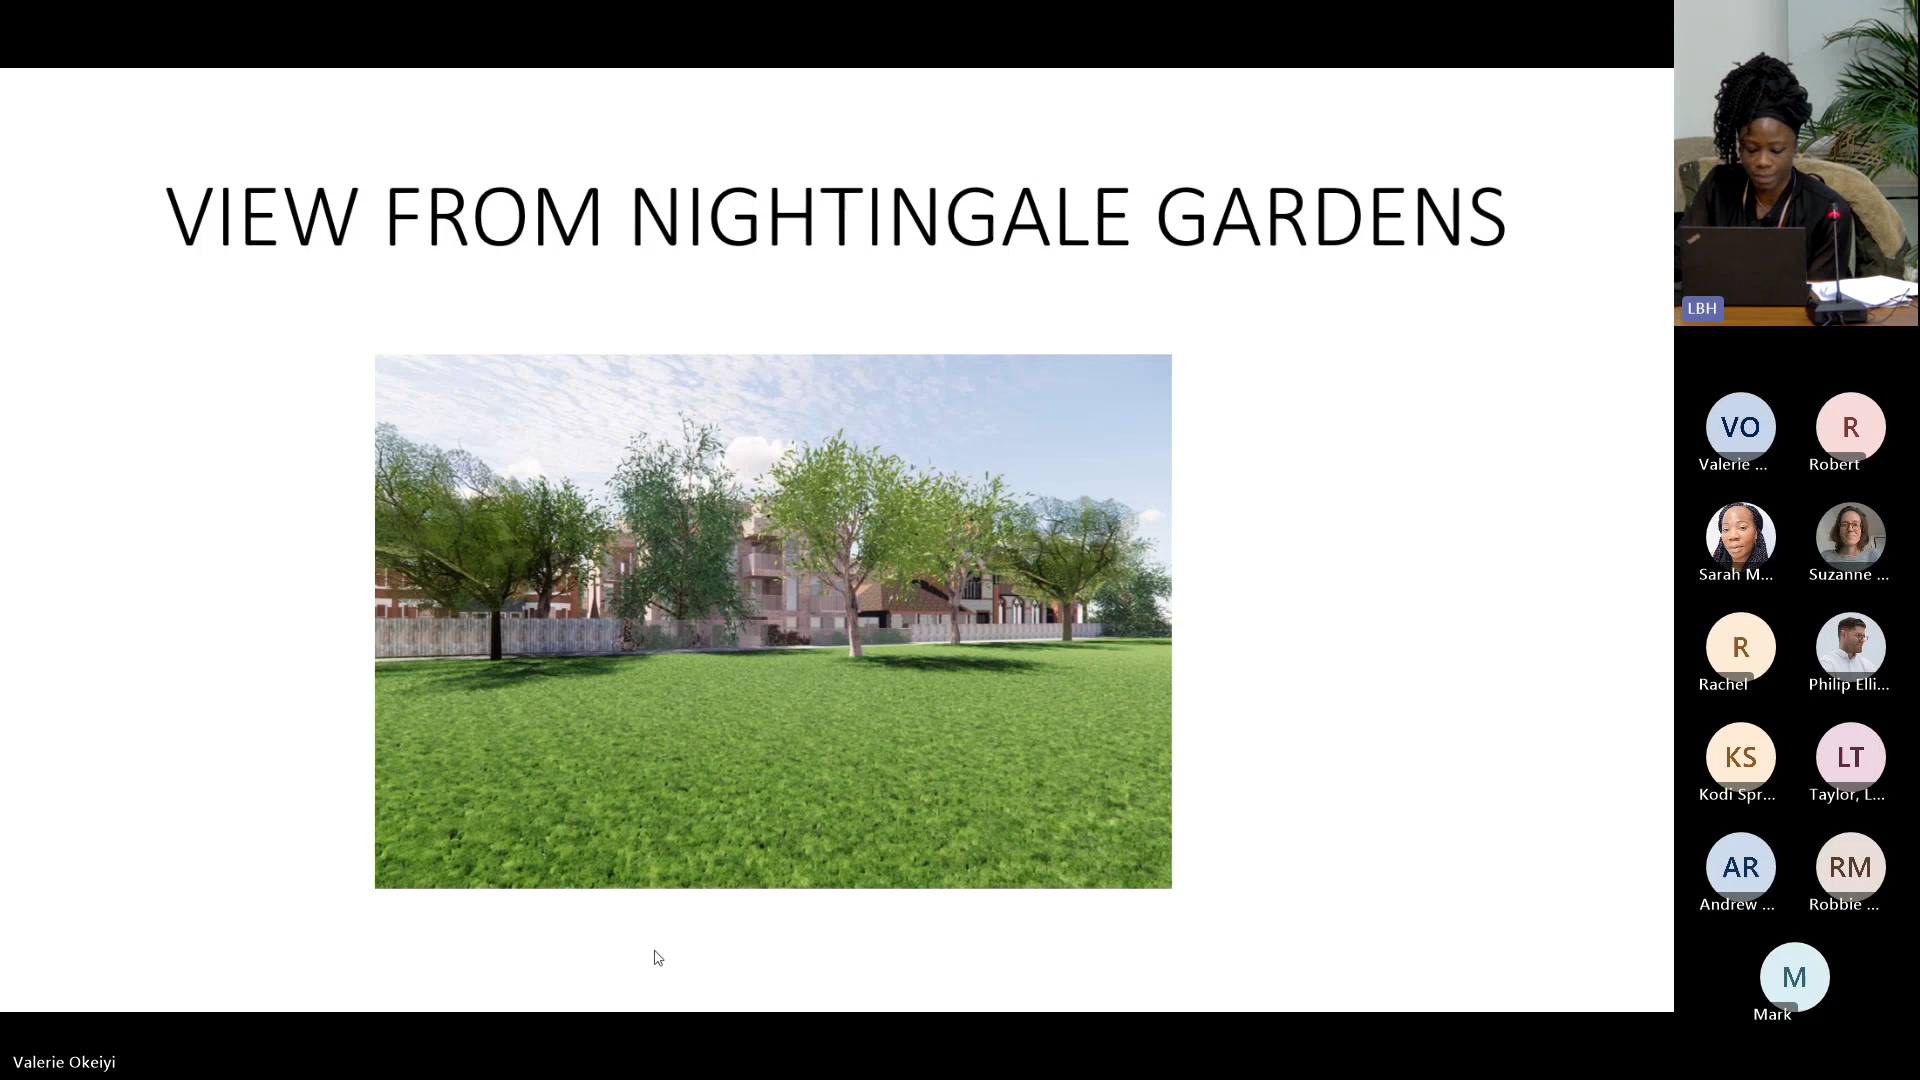 VIEW FROM NIGHTINGALE GARDENS
LBH
VO
Valerie ...
R
Robert
Sarah M...
Suzanne ...
R
Rachel
Philip Elli...
KS
Kodi Spr...
LT
Taylor, L...
AR
Andrew ...
RM
Robbie ...
M
Mark
Valerie Okeiyi